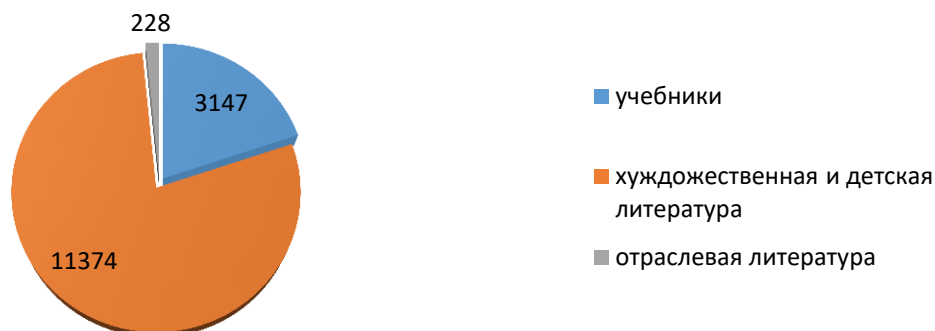 228
3147
11374
учебники
хуждожественная и детская
литература
отраслевая литература